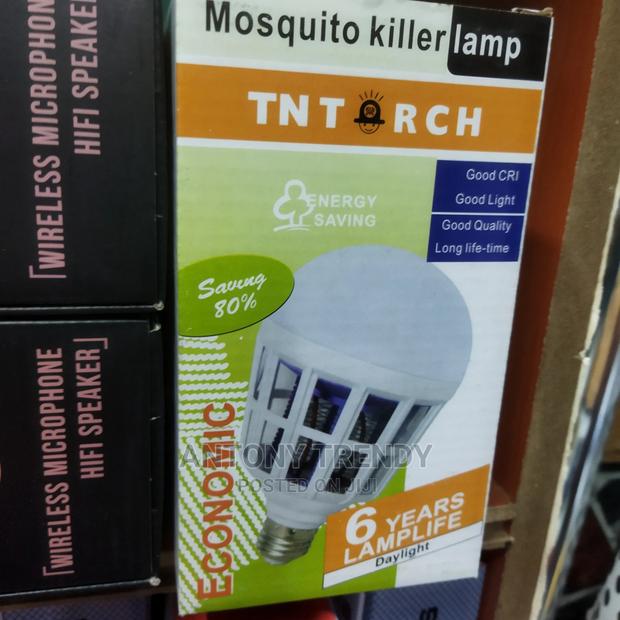 「WIRELESS MICROPHONE
HIFI SPEAKER」
「WIRELESS MICROPHONE
HIFI SPEAKER」
Mosquito killer lamp
TNTORCH
Good CRI
Good Light
Good Quality
Long life-time
ENERGY
SAVING
Saving
80%
ECONOMIC
6 YEARS
LAMPLIFE
Daylight
ANTONY TRENDY
POSTED ON JIJI